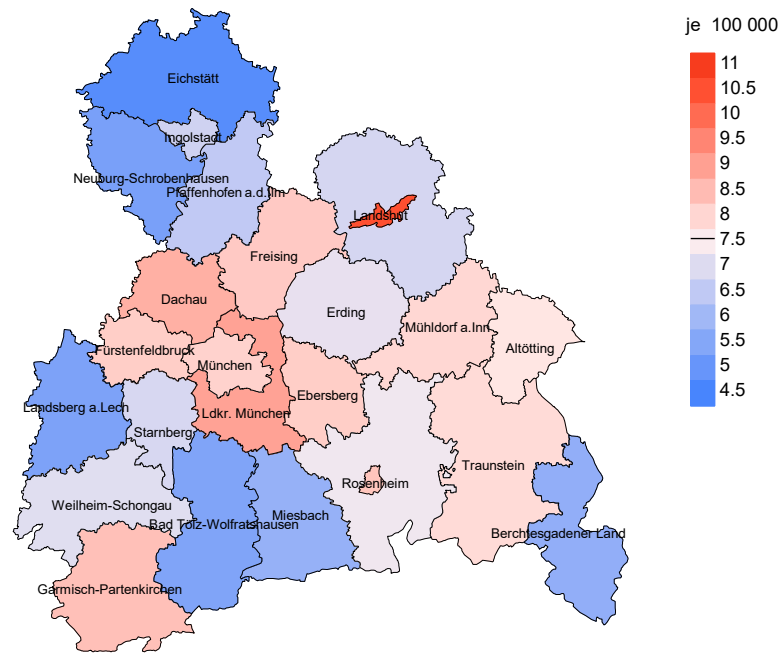 je 100 000
11
10.5
10
9.5
9
8.5
8
7.5
7
6.5
6
5.5
5
4.5
Eichstätt
Ingolstadt
Neuburg-Schrobenhausen
Pfaffenhofen a.d.Ilm
Landshut
Freising
Dachau
Erding
Mühldorf a.Inn
Altötting
Fürstenfeldbruck
München
Ebersberg
Landsberg a.Lech
Ldkr. München
Starnberg
Traunstein
Rosenheim
Weilheim-Schongau
Miesbach
Bad Tölz-Wolfratshausen
Berchtesgadener Land
Garmisch-Partenkirchen